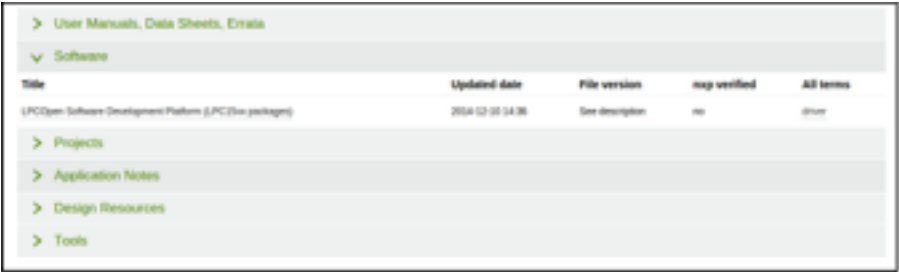 User Manuals, Data Sheets, Errata
Software
Title Updated date File version nxp verified All terms
LPCOpen Software Development Platform (LPC15xx packages) 2014-12-10 14:36 See description no driver
Projects
Application Notes
Design Resources
Tools